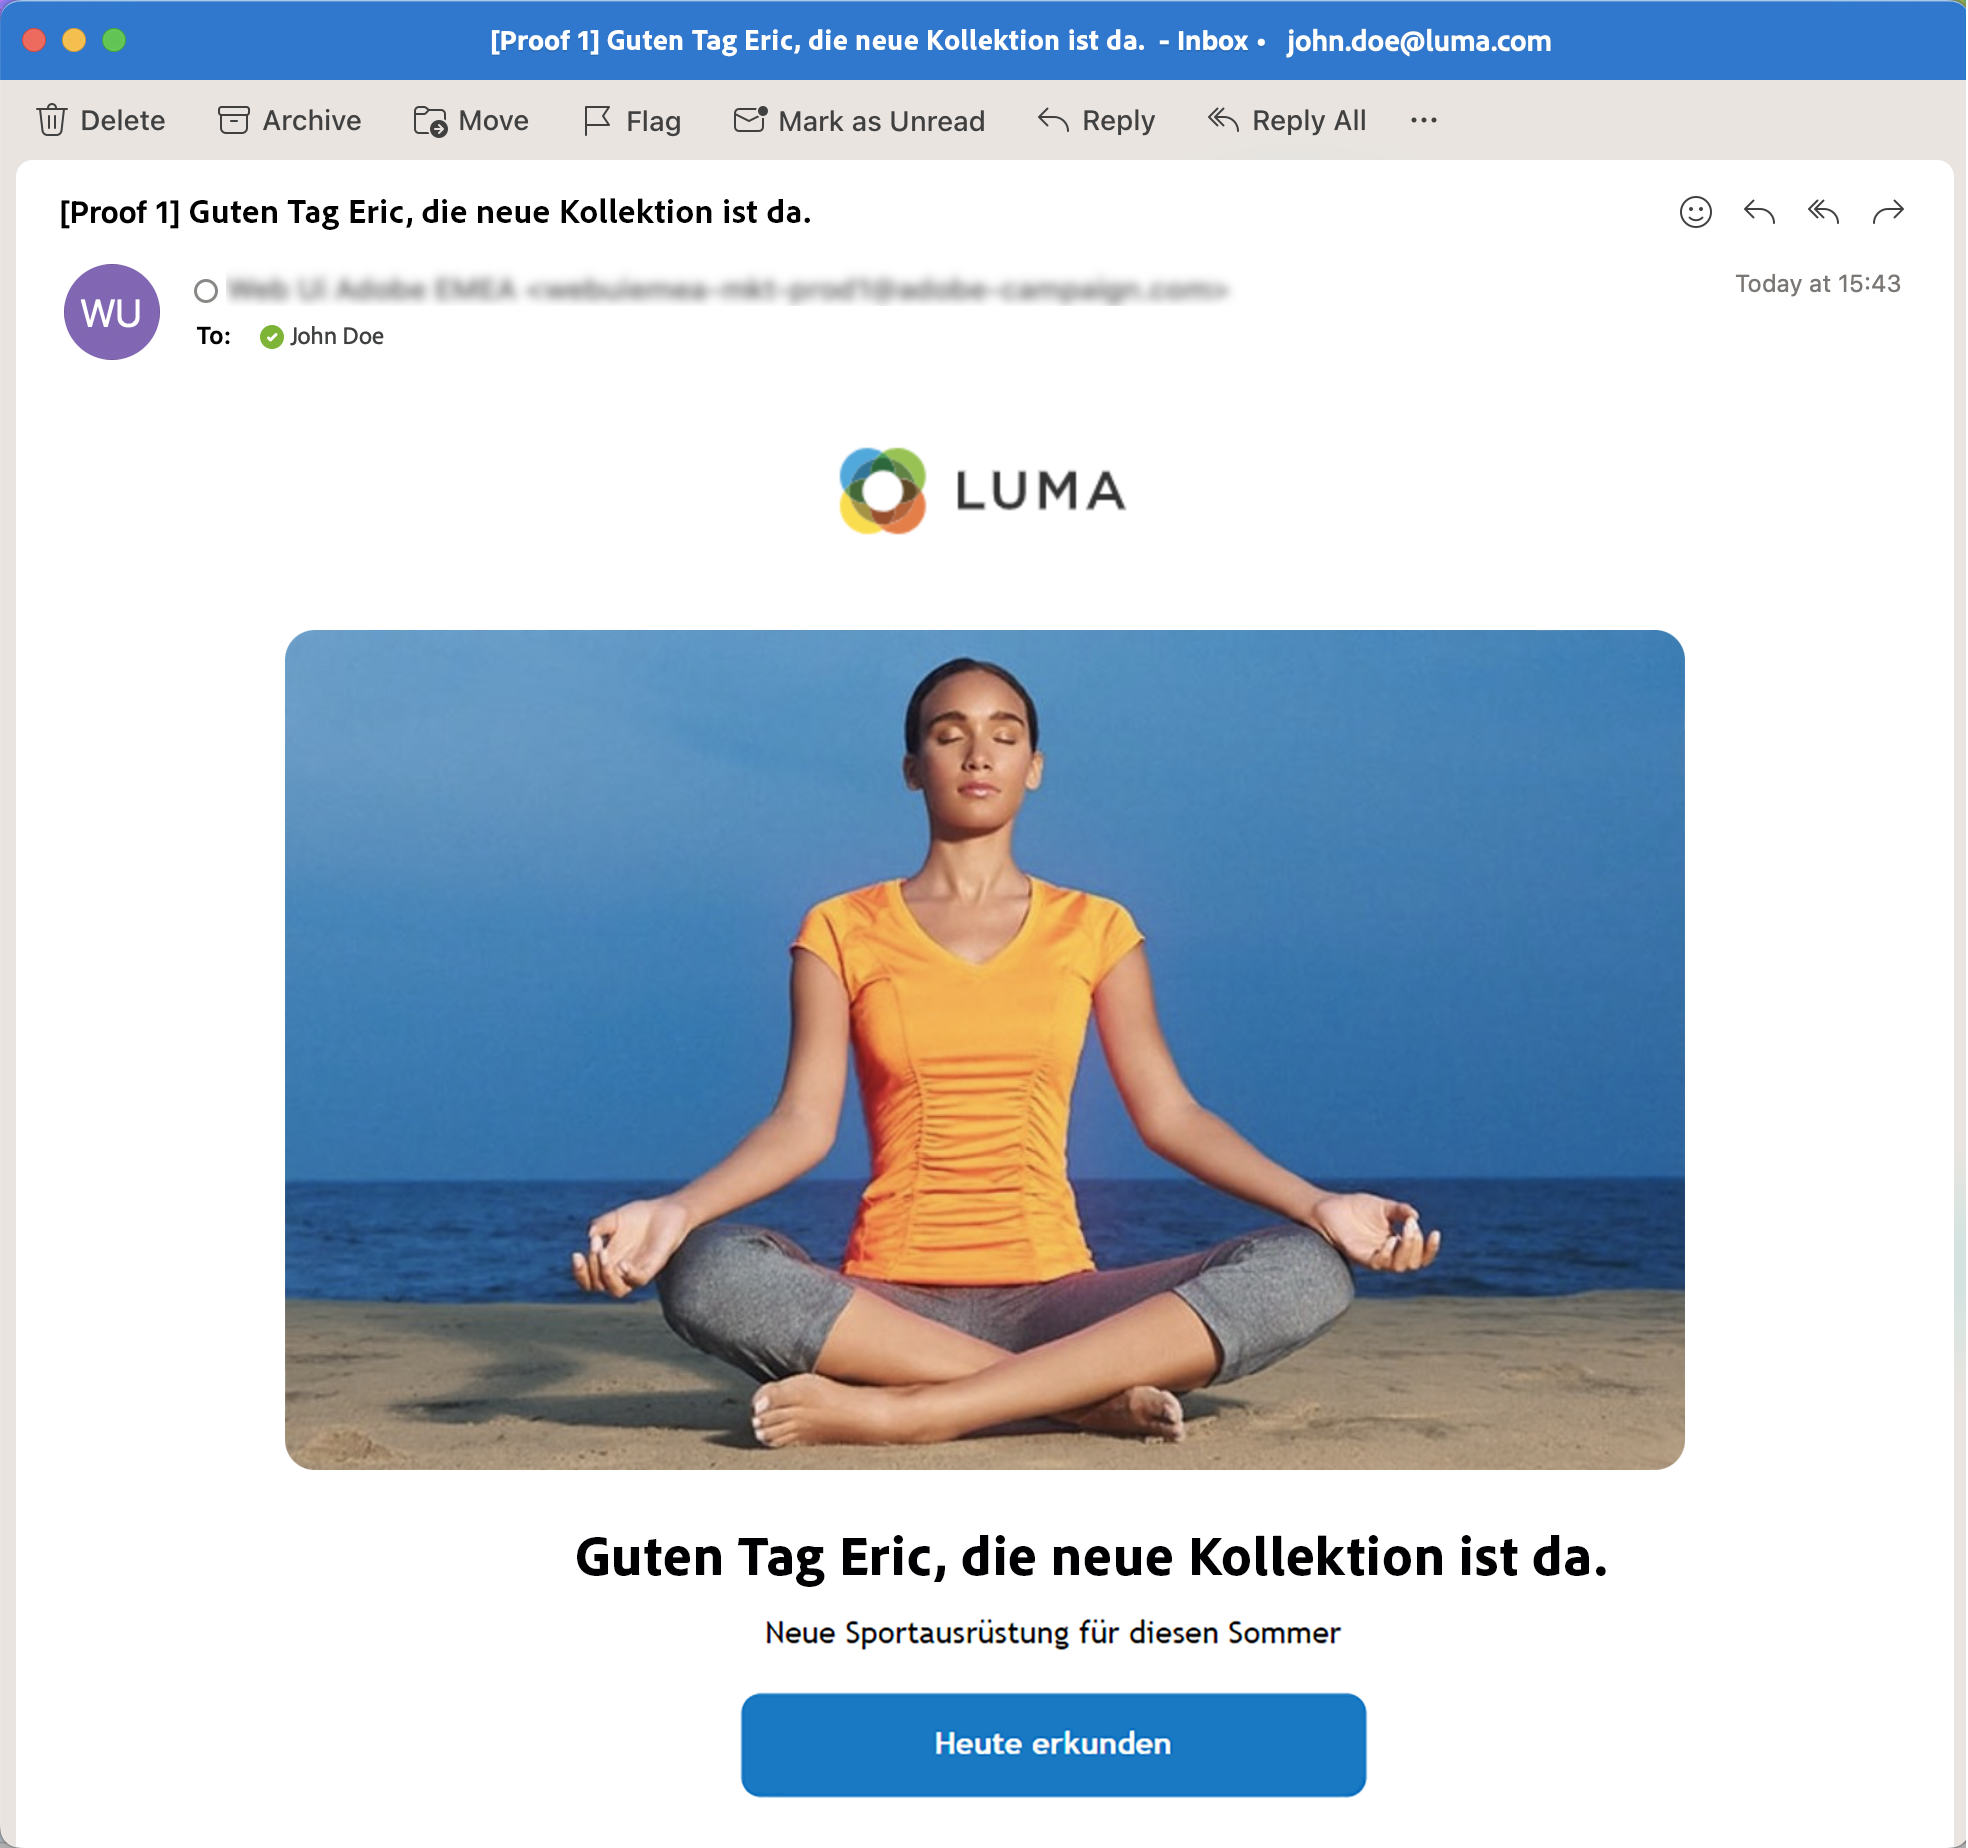 [Proof 1] Guten Tag Eric, die neue Kollektion ist da. - Inbox • john.doe@luma.com
Delete Archive Move Flag Mark as Unread Reply Reply All
[Proof 1] Guten Tag Eric, die neue Kollektion ist da.
WU
Today at 15:43
To: John Doe
LUMA
Guten Tag Eric, die neue Kollektion ist da.
Neue Sportausrüstung für diesen Sommer
Heute erkunden